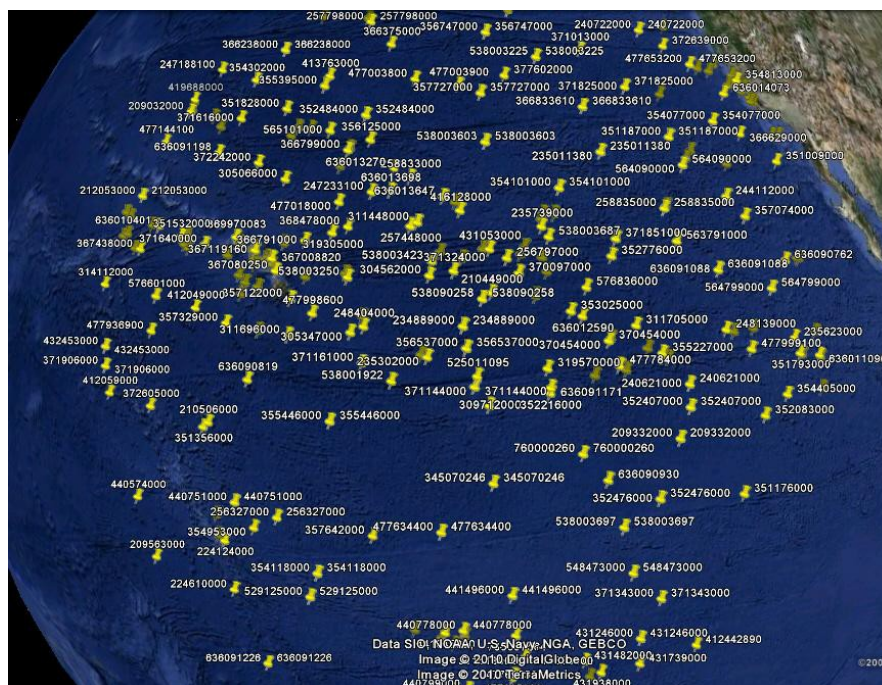 257798000 257798000 356747000 356747000 240722000 240722000
366375000 371013000
366238000 366238000 538003225 538003225 372639000
247188100 354302000 413763000 477653200 477653200
355395000 477003800 477003900 377602000 354813000
419688000 357727000 357727000 371825000 371825000 636014073
209032000 351828000 352484000 352484000 366833610 366833610
371616000 354077000 354077000
477144100 565101000 356125000 538003603 538003603 351187000 351187000 366629000
636091198 366799000 235011380 235011380
372242000 564090000 564090000 351009000
305066000 636013270 258833000
212053000 212053000 247233100 636013698 354101000 354101000 244112000
636013647 416128000
477018000 258835000 258835000 357074000
351532000 369970083 368478000 311448000 235739000
367438000 371640000 366791000 319305000 257448000 431053000 538003687 371851000 563791000
367119160 367008820 538003423 371324000 256797000 352776000
314112000 367080250 538003250 304562000 370097000 636091088 636091088 636090762
576601000 357122000 210449000 576836000 564799000 564799000
412049000 477998600 538090258 538090258
357329000 248404000 353025000
477936900 311696000 234889000 234889000 636012590 311705000 248139000 235623000
432453000 305347000 356537000 356537000 370454000 370454000 477999100
432453000 355227000
371906000 371161000 235302000 525011095 319570000 477784000 351793000
371906000 636090819 538001922
412059000 371144000 371144000 636091171 240621000 240621000 354405000
372605000 309712000 352216000 352407000 352407000
210506000 355446000 355446000 352083000
351356000 209332000 209332000
760000260 760000260
440574000 345070246 345070246 636090930
440751000 440751000 352476000 352476000 351176000
256327000 256327000
354953000 357642000 477634400 477634400 538003697 538003697
209563000 224124000
354118000 354118000 548473000 548473000
224610000 529125000 529125000 441496000 441496000 371343000 371343000
440778000 440778000 431246000 431246000 412442890
Data SIO, NOAA, U.S. Navy, NGA, GEBCO
636091226 636091226 Image © 2010 DigitalGlobe 431482000 431739000
Image © 2010 TerraMetrics
431938000